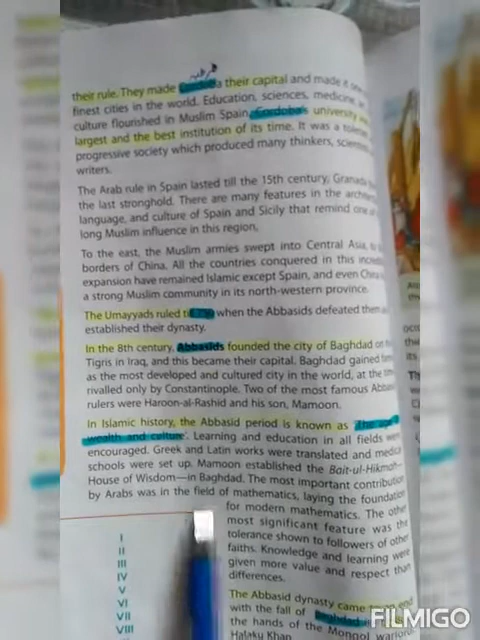 قرطبہ
their rule. They made Cordoba their capital and made it one
finest cities in the world. Education, sciences, medicine,
culture flourished in Muslim Spain. Cordoba's university
largest and the best institution of its time. It was a
progressive society which produced many thinkers,
writers.
The Arab rule in Spain lasted till the 15th century, Granada
the last stronghold. There are many features in the
language, and culture of Spain and Sicily that remind one
long Muslim influence in this region.
To the east, the Muslim armies swept into Central Asia,
borders of China. All the countries conquered in this
expansion have remained Islamic except Spain, and even China
a strong Muslim community in its north-western province.
The Umayyads ruled when the Abbasids defeated them
established their dynasty.
In the 8th century, Abbasids founded the city of Baghdad on
Tigris in Iraq, and this became their capital. Baghdad gained
as the most developed and cultured city in the world, at the
rivalled only by Constantinople. Two of the most famous
rulers were Haroon-al-Rashid and his son, Mamoon.
In Islamic history, the Abbasid period is known as 'the age
wealth and culture'. Learning and education in all fields
encouraged. Greek and Latin works were translated and
schools were set up. Mamoon established the Bait-ul-Hikmah—
House of Wisdom—in Baghdad. The most important contribution
by Arabs was in the field of mathematics, laying the foundation
for modern mathematics. The other
most significant feature was the
tolerance shown to followers of other
faiths. Knowledge and learning were
given more value and respect than
differences.
The Abbasid dynasty came an end
with the fall of Baghdad
the hands of the Mongol warlord
Halaku Khan
I
II
III
IV
V
VI
VII
VIII
FILMIGO